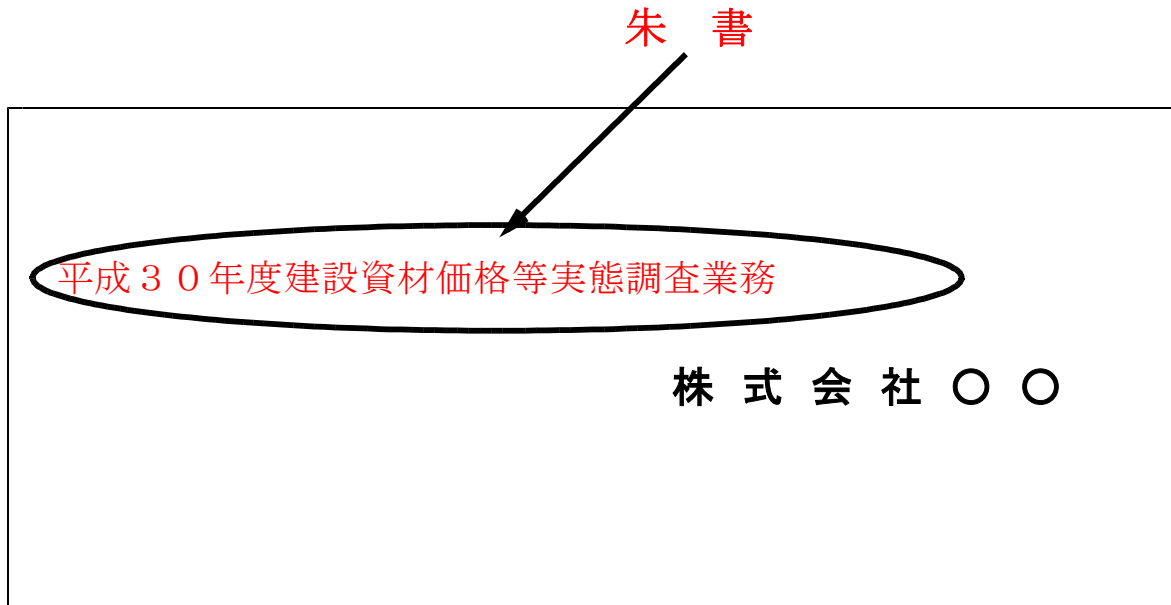 朱　書
平成３０年度建設資材価格等実態調査業務
株 式 会 社 ○ ○